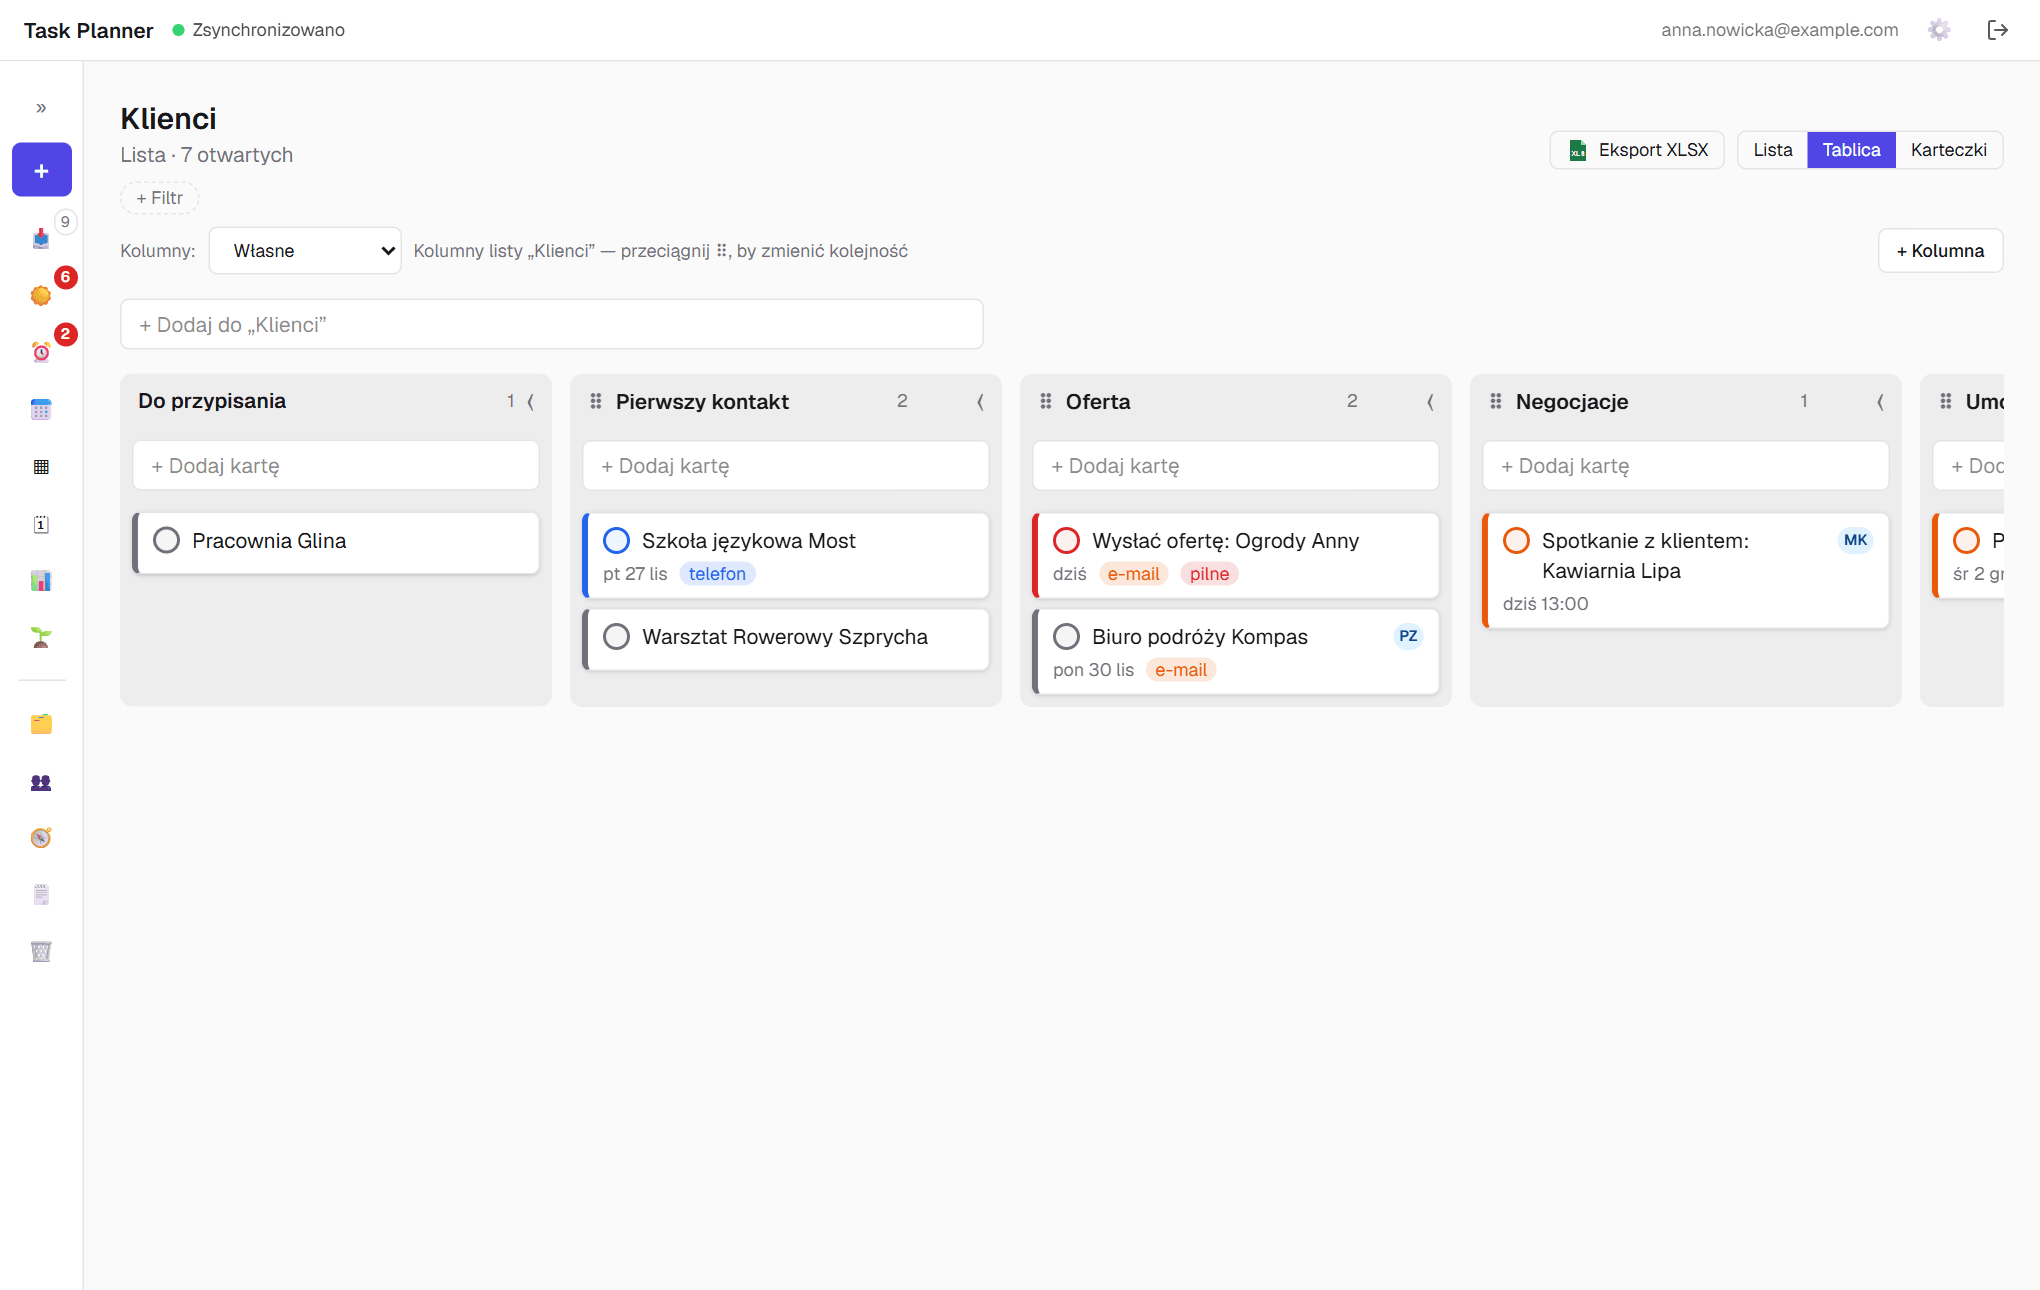 Task Planner Zsynchronizowano anna.nowicka@example.com
»
Klienci
Lista · 7 otwartych
Eksport XLSX Lista Tablica Karteczki
+
+ Filtr
9
Kolumny: Własne Kolumny listy „Klienci” — przeciągnij ⠿, by zmienić kolejność + Kolumna
6
+ Dodaj do „Klienci”
2
Do przypisania 1
+ Dodaj kartę
Pracownia Glina
Pierwszy kontakt 2
+ Dodaj kartę
Szkoła językowa Most
pt 27 lis telefon
Warsztat Rowerowy Szprycha
Oferta 2
+ Dodaj kartę
Wysłać ofertę: Ogrody Anny
dziś e-mail pilne
Biuro podróży Kompas PZ
pon 30 lis e-mail
Negocjacje 1
+ Dodaj kartę
Spotkanie z klientem: MK
Kawiarnia Lipa
dziś 13:00
śr 2